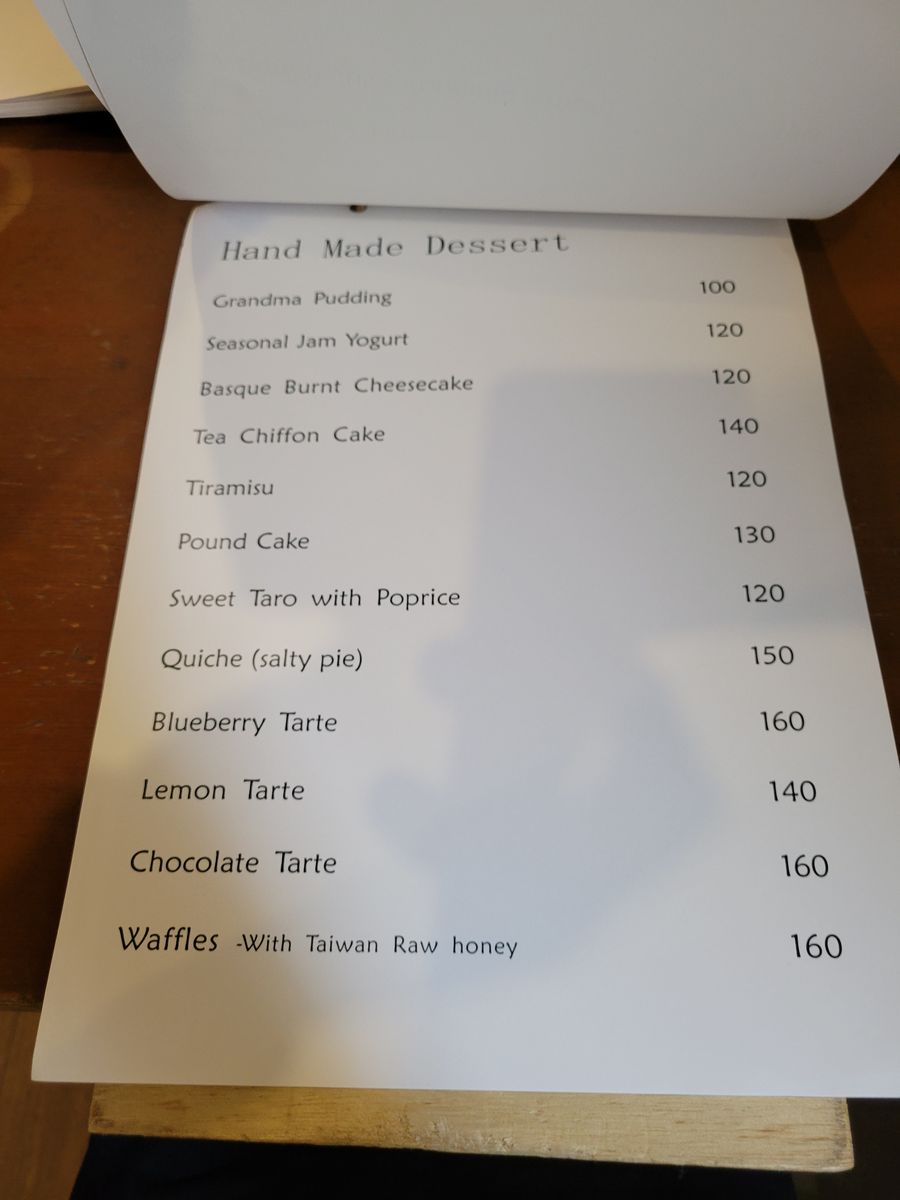 Hand Made Dessert
Grandma Pudding 100
Seasonal Jam Yogurt 120
Basque Burnt Cheesecake 120
Tea Chiffon Cake 140
Tiramisu 120
Pound Cake 130
Sweet Taro with Poprice 120
Quiche (salty pie) 150
Blueberry Tarte 160
Lemon Tarte 140
Chocolate Tarte 160
Waffles -With Taiwan Raw honey 160